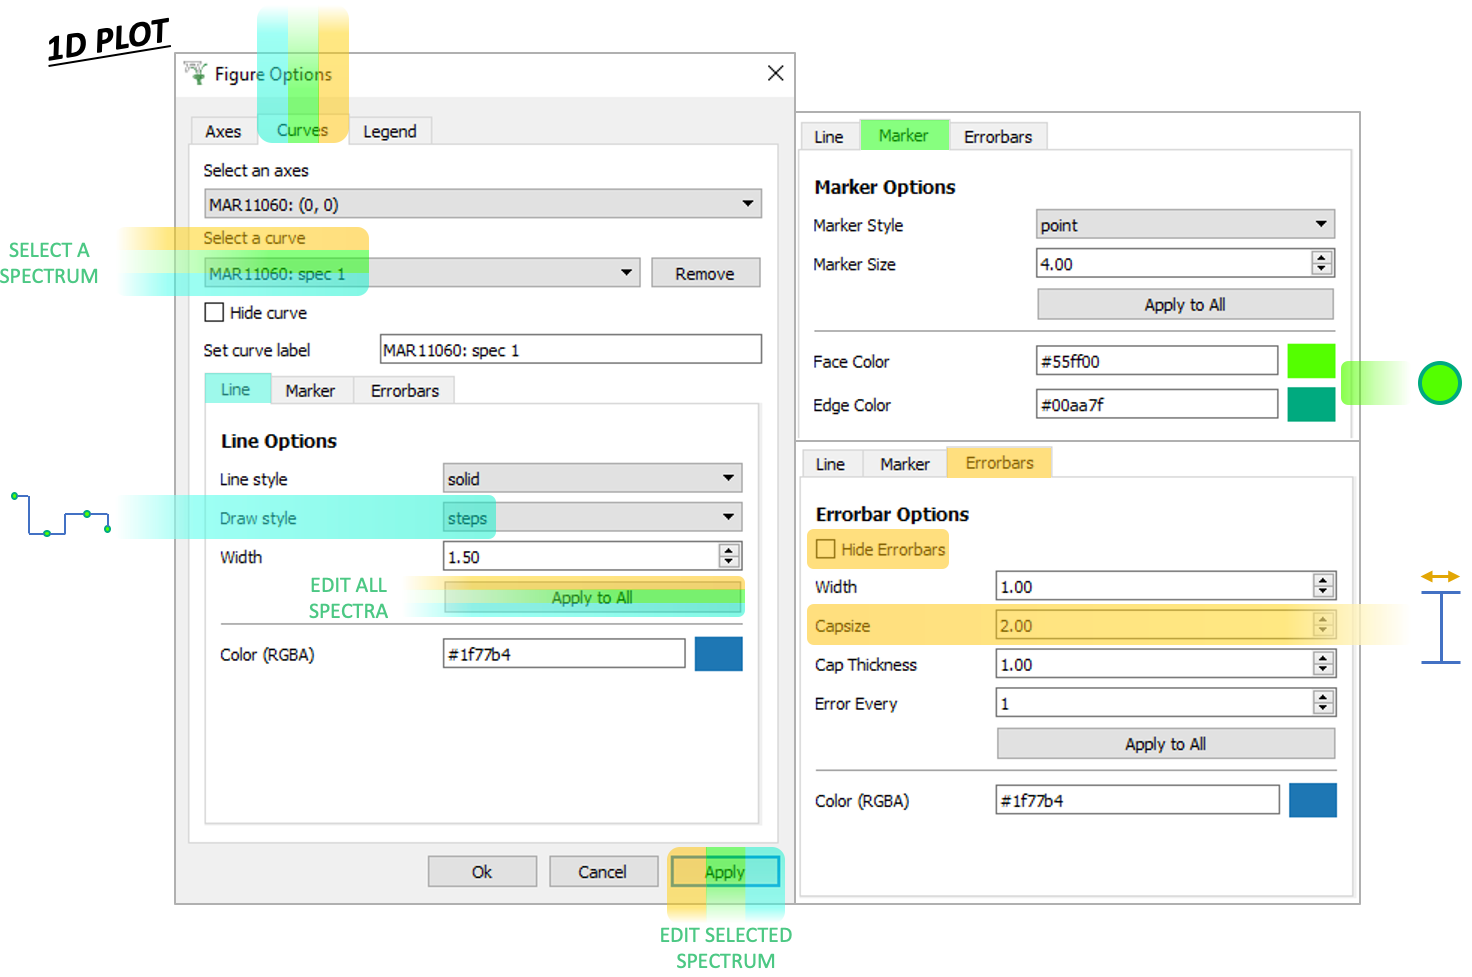 1D PLOT
Figure Options
Axes Curves Legend
Select an axes
MAR11060: (0, 0)
SELECT A
SPECTRUM
Select a curve
MAR11060: spec 1 Remove
Hide curve
Set curve label MAR11060: spec 1
Line Marker Errorbars
Line Options
Line style solid
Draw style steps
Width 1.50
EDIT ALL
SPECTRA
Apply to All
Color (RGBA) #1f77b4
Ok Cancel Apply
EDIT SELECTED
SPECTRUM
Line Marker Errorbars
Marker Options
Marker Style point
Marker Size 4.00
Apply to All
Face Color #55ff00
Edge Color #00aa7f
Line Marker Errorbars
Errorbar Options
Hide Errorbars
Width 1.00
Capsize 2.00
Cap Thickness 1.00
Error Every 1
Apply to All
Color (RGBA) #1f77b4